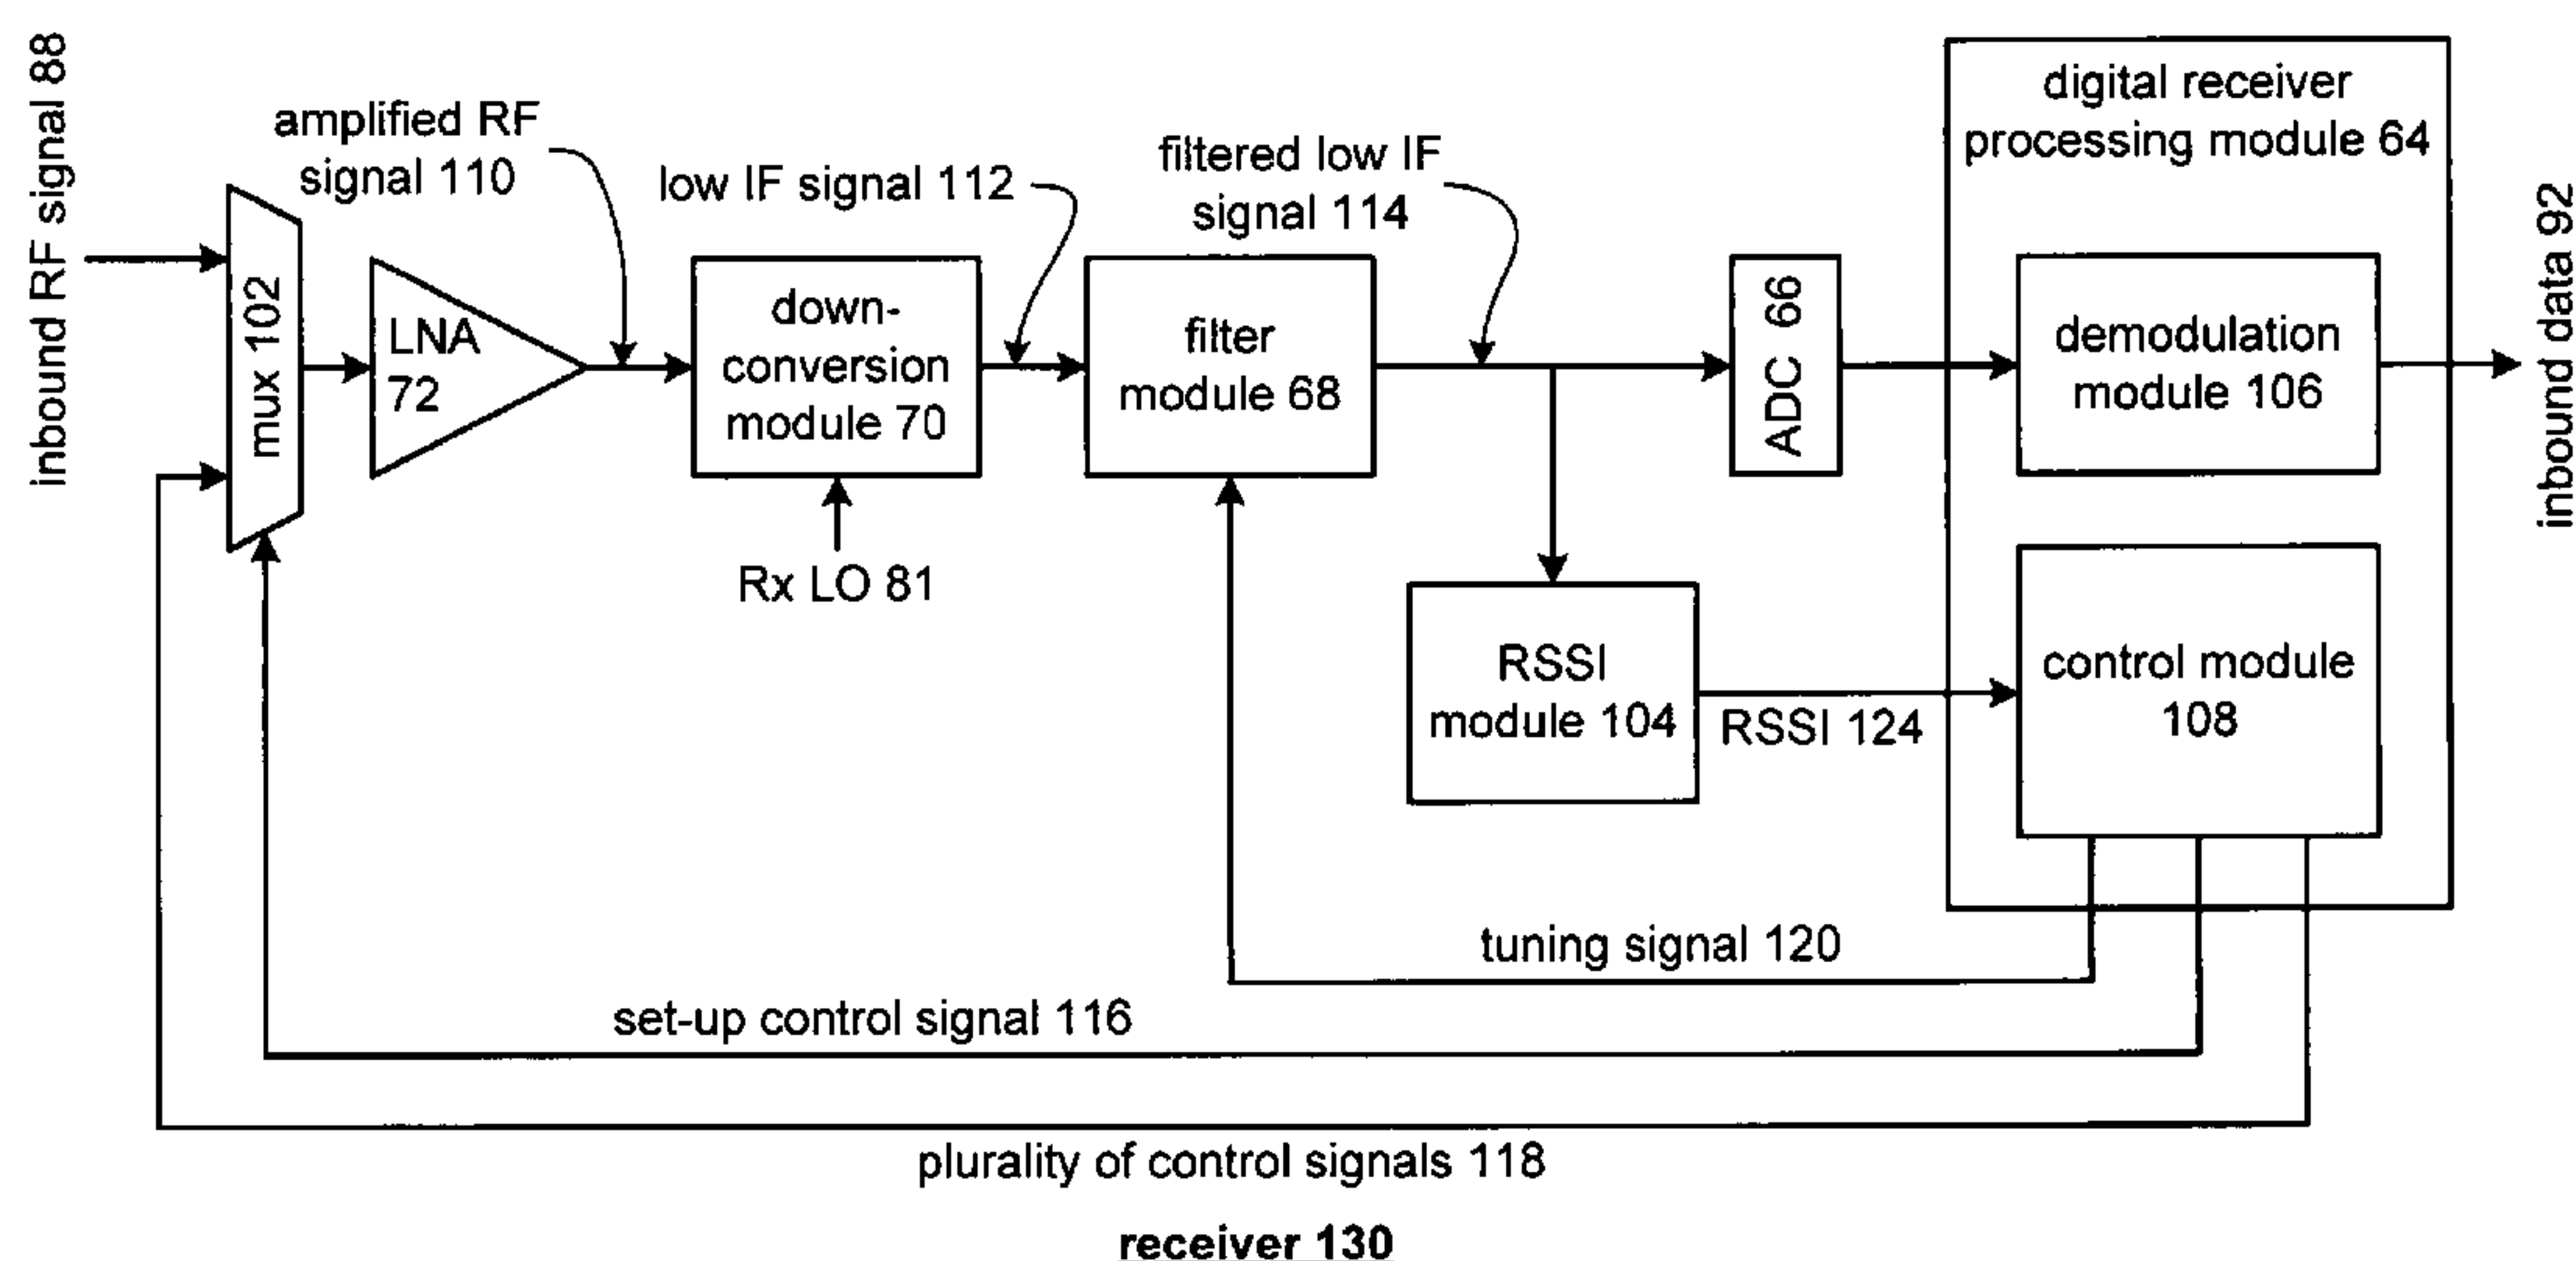 inbound RF signal 88
amplified RF
signal 110
low IF signal 112
filtered low IF
signal 114
digital receiver
processing module 64
mux 102
LNA
72
down-
conversion
module 70
filter
module 68
ADC 66
demodulation
module 106
inbound data 92
Rx LO 81
RSSI
module 104
RSSI 124
control module
108
tuning signal 120
set-up control signal 116
plurality of control signals 118
receiver 130